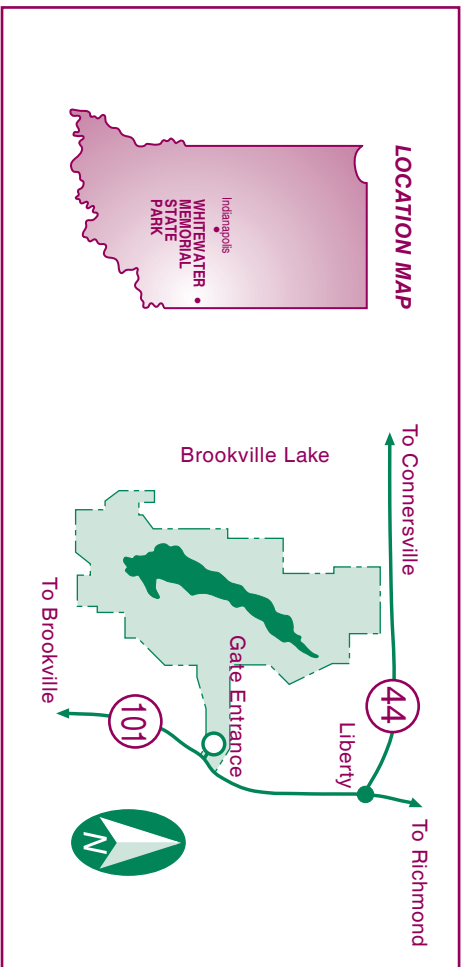 LOCATION MAP
Indianapolis
WHITEWATER
MEMORIAL
STATE
PARK
To Connersville
44
Liberty
To Richmond
Brookville Lake
Gate Entrance
101
To Brookville
N